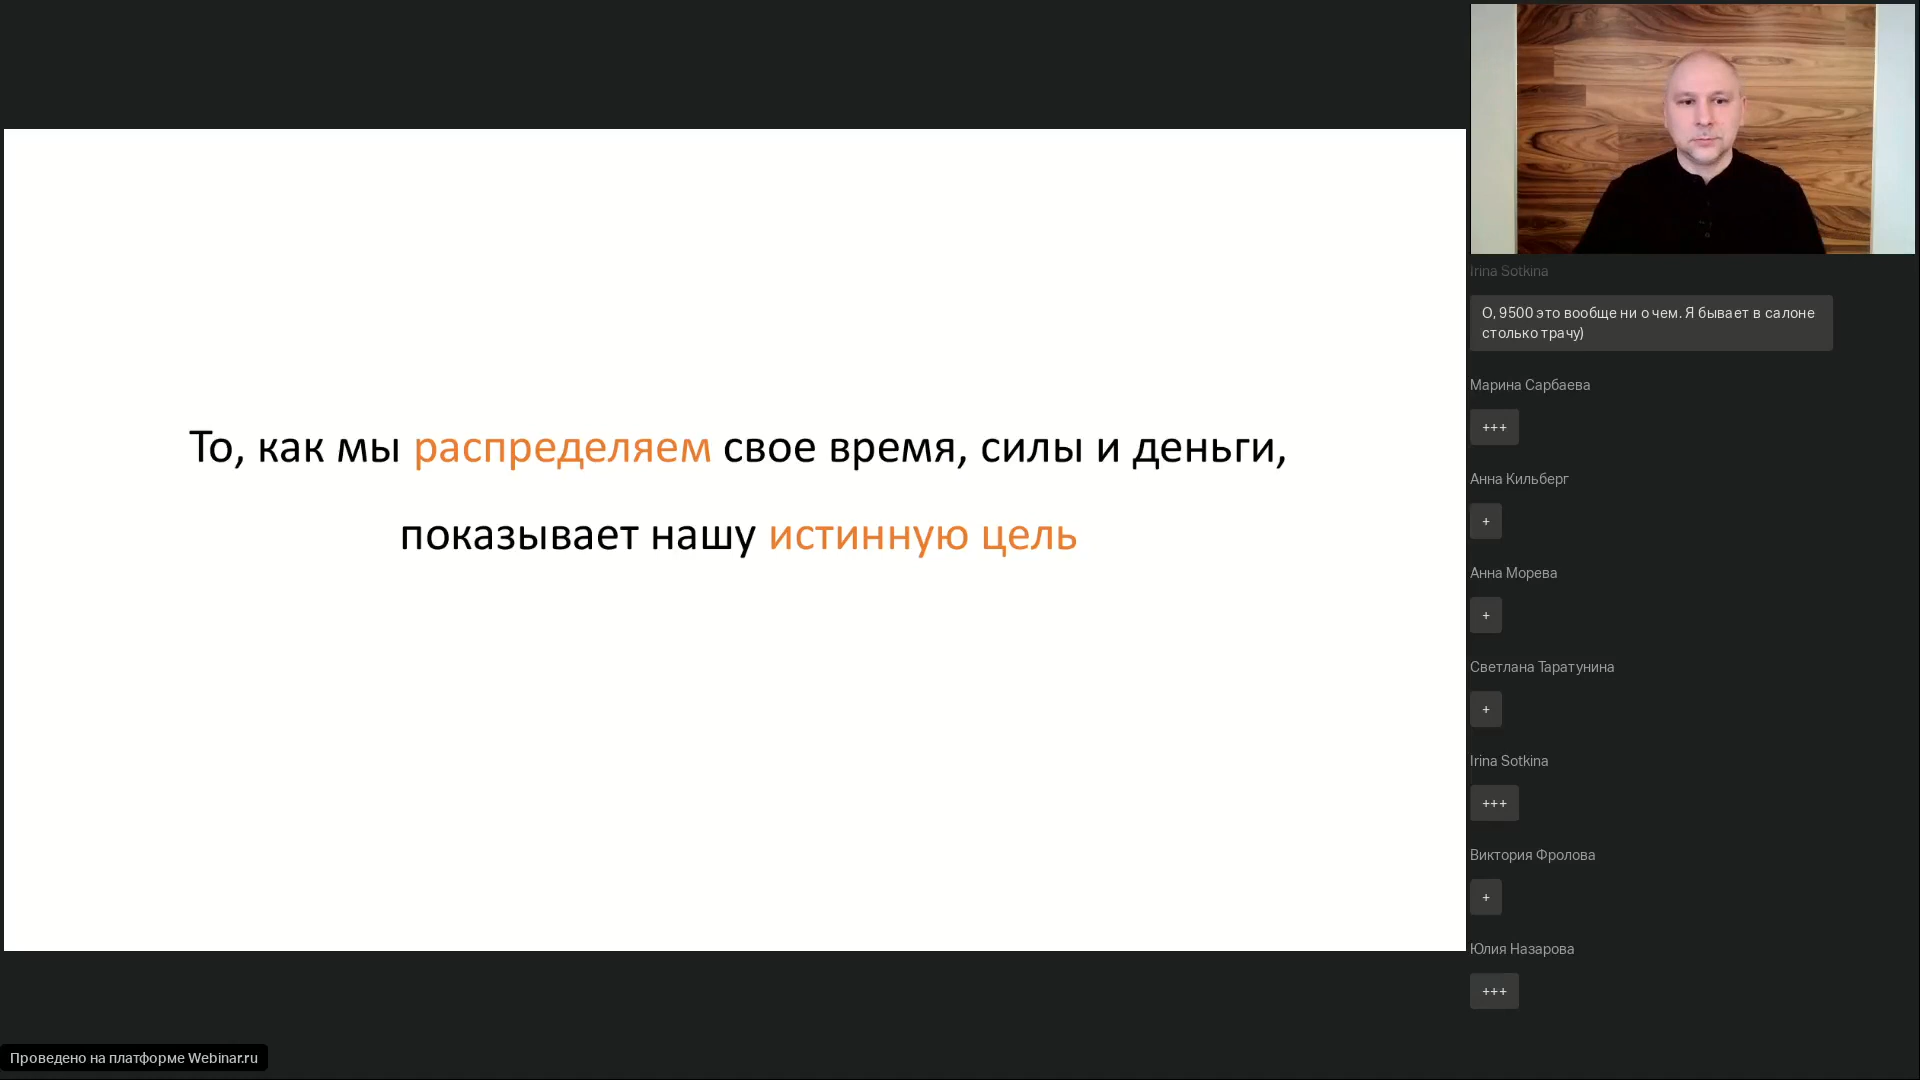 То, как мы распределяем свое время, силы и деньги,
показывает нашу истинную цель
Irina Sotkina
О, 9500 это вообще ни о чем. Я бывает в салоне
столько трачу)
Марина Сарбаева
+++
Анна Кильберг
+
Анна Морева
+
Светлана Таратунина
+
Irina Sotkina
+++
Виктория Фролова
+
Юлия Назарова
+++
Проведено на платформе Webinar.ru